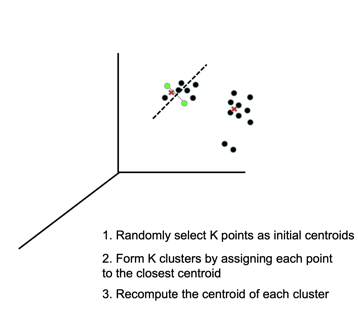 1. Randomly select K points as initial centroids
2. Form K clusters by assigning each point
to the closest centroid
3. Recompute the centroid of each cluster